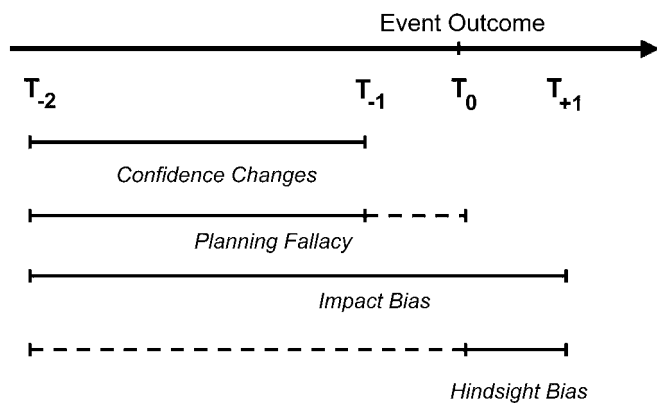 Event Outcome
T-2 T-1 T0 T+1
Confidence Changes
Planning Fallacy
Impact Bias
Hindsight Bias